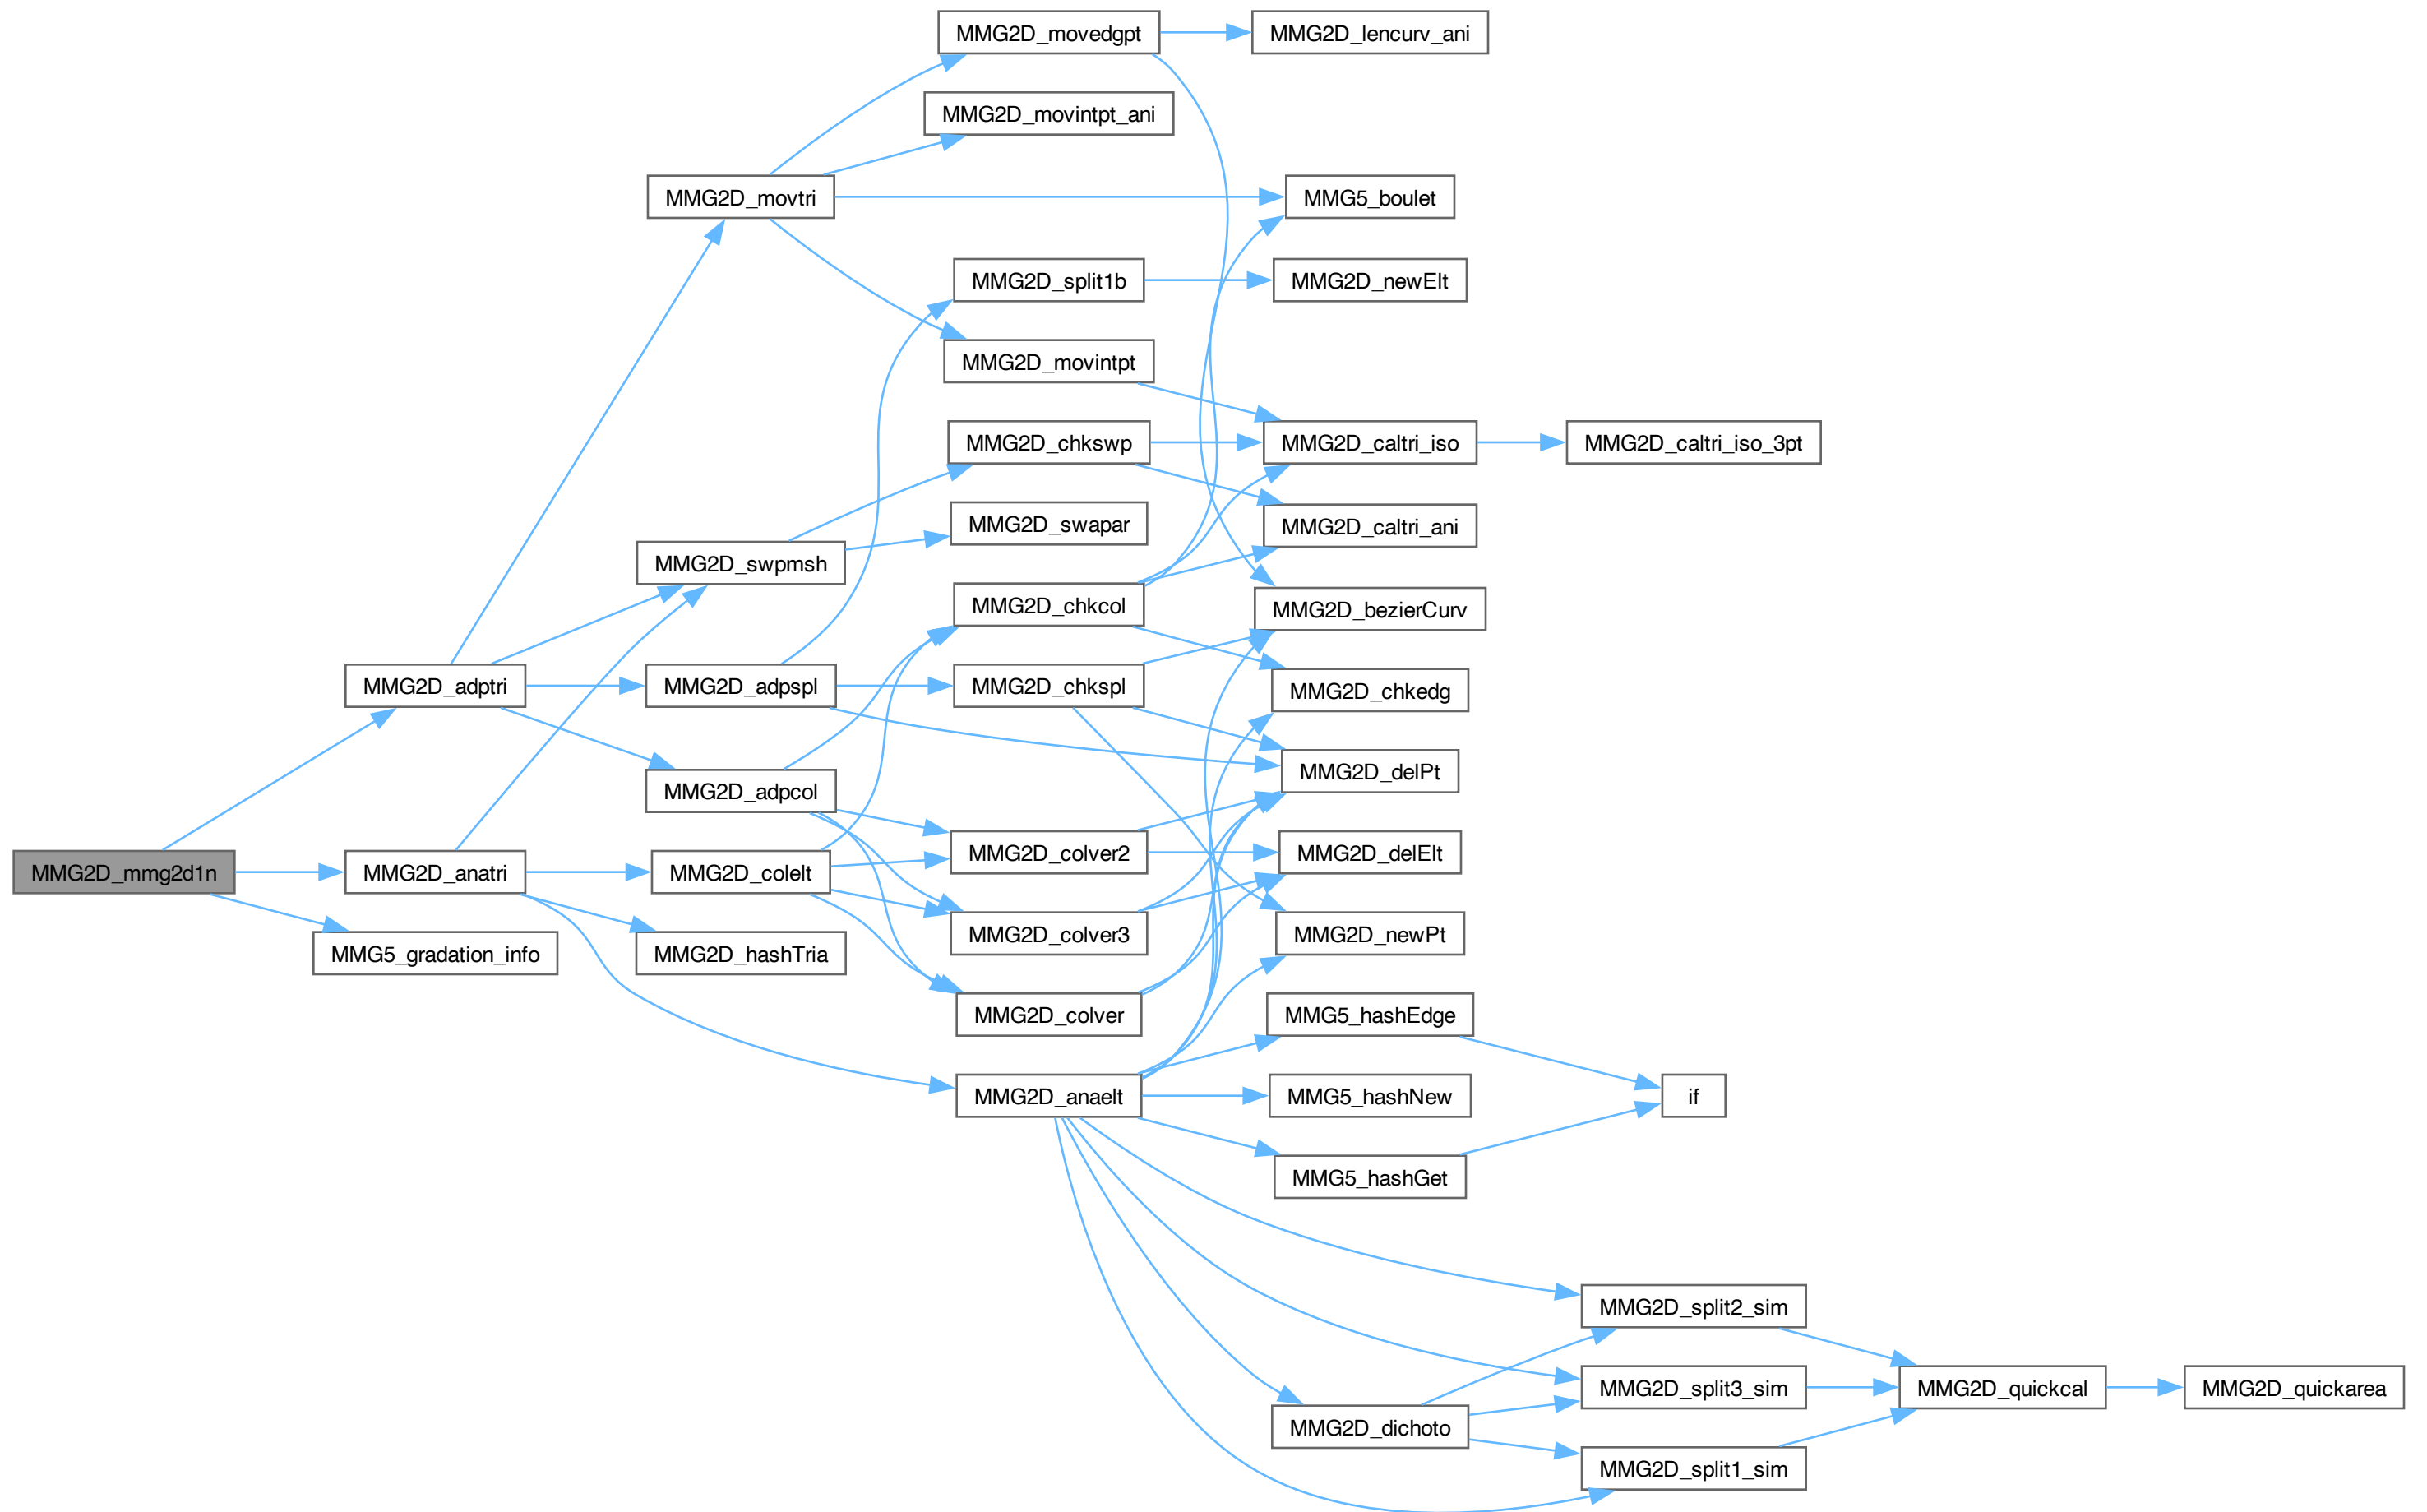 MMG2D_mmg2d1n
MMG2D_adptri
MMG2D_anatri
MMG5_gradation_info
MMG2D_movtri
MMG2D_swpmsh
MMG2D_adpspl
MMG2D_adpcol
MMG2D_colelt
MMG2D_hashTria
MMG2D_movedgpt
MMG2D_movintpt_ani
MMG2D_split1b
MMG2D_movintpt
MMG2D_chkswp
MMG2D_swapar
MMG2D_chkcol
MMG2D_chkspl
MMG2D_colver2
MMG2D_colver3
MMG2D_colver
MMG2D_anaelt
MMG2D_lencurv_ani
MMG5_boulet
MMG2D_newElt
MMG2D_caltri_iso
MMG2D_caltri_ani
MMG2D_bezierCurv
MMG2D_chkedg
MMG2D_delPt
MMG2D_delElt
MMG2D_newPt
MMG5_hashEdge
MMG5_hashNew
MMG5_hashGet
MMG2D_dichoto
MMG2D_caltri_iso_3pt
if
MMG2D_split2_sim
MMG2D_split3_sim
MMG2D_split1_sim
MMG2D_quickcal
MMG2D_quickarea